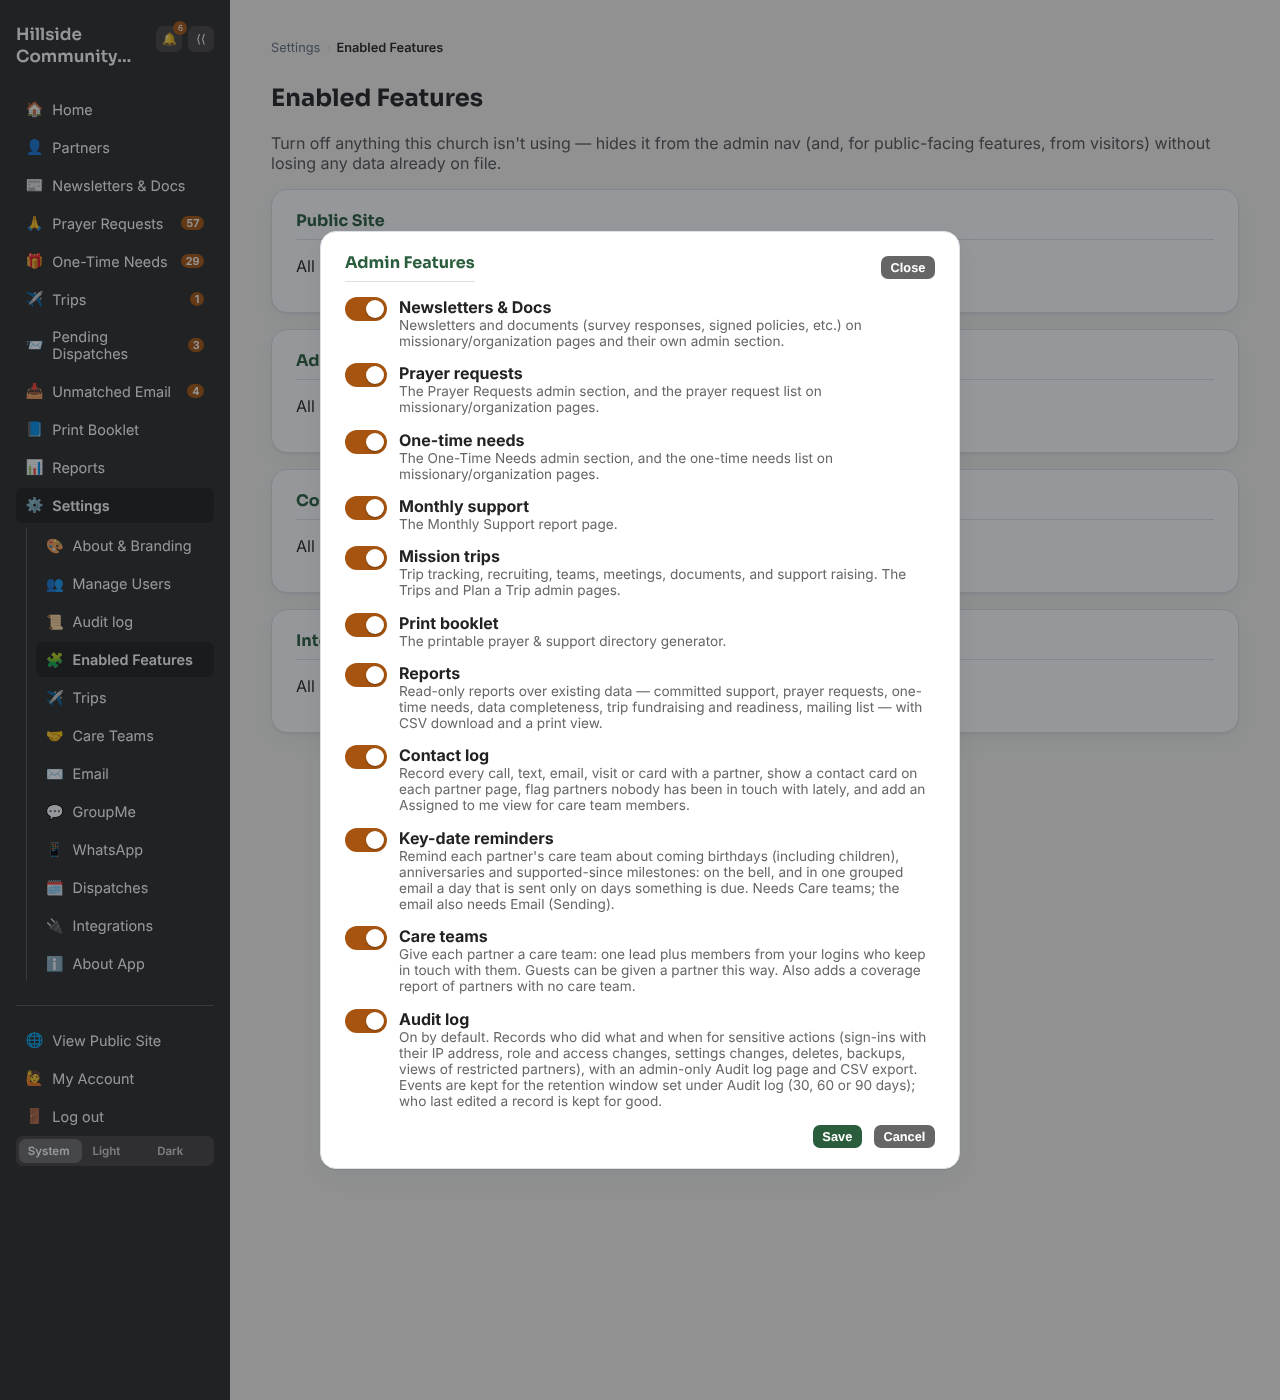 Hillside
Community...
6
⟨⟨
Home
Partners
Newsletters & Docs
Prayer Requests 57
One-Time Needs 29
Trips 1
Pending
Dispatches 3
Unmatched Email 4
Print Booklet
Reports
Settings
About & Branding
Manage Users
Audit log
Enabled Features
Trips
Care Teams
Email
GroupMe
WhatsApp
Dispatches
Integrations
About App
View Public Site
My Account
Log out
System Light Dark
Settings › Enabled Features
Enabled Features
Turn off anything this church isn't using — hides it from the admin nav (and, for public-facing features, from visitors) without
losing any data already on file.
Public Site
All
Ad
All
Co
All
Int
All
Admin Features
Close
Newsletters & Docs
Newsletters and documents (survey responses, signed policies, etc.) on
missionary/organization pages and their own admin section.
Prayer requests
The Prayer Requests admin section, and the prayer request list on
missionary/organization pages.
One-time needs
The One-Time Needs admin section, and the one-time needs list on
missionary/organization pages.
Monthly support
The Monthly Support report page.
Mission trips
Trip tracking, recruiting, teams, meetings, documents, and support raising. The
Trips and Plan a Trip admin pages.
Print booklet
The printable prayer & support directory generator.
Reports
Read-only reports over existing data — committed support, prayer requests, one-
time needs, data completeness, trip fundraising and readiness, mailing list — with
CSV download and a print view.
Contact log
Record every call, text, email, visit or card with a partner, show a contact card on
each partner page, flag partners nobody has been in touch with lately, and add an
Assigned to me view for care team members.
Key-date reminders
Remind each partner's care team about coming birthdays (including children),
anniversaries and supported-since milestones: on the bell, and in one grouped
email a day that is sent only on days something is due. Needs Care teams; the
email also needs Email (Sending).
Care teams
Give each partner a care team: one lead plus members from your logins who keep
in touch with them. Guests can be given a partner this way. Also adds a coverage
report of partners with no care team.
Audit log
On by default. Records who did what and when for sensitive actions (sign-ins with
their IP address, role and access changes, settings changes, deletes, backups,
views of restricted partners), with an admin-only Audit log page and CSV export.
Events are kept for the retention window set under Audit log (30, 60 or 90 days);
who last edited a record is kept for good.
Save Cancel